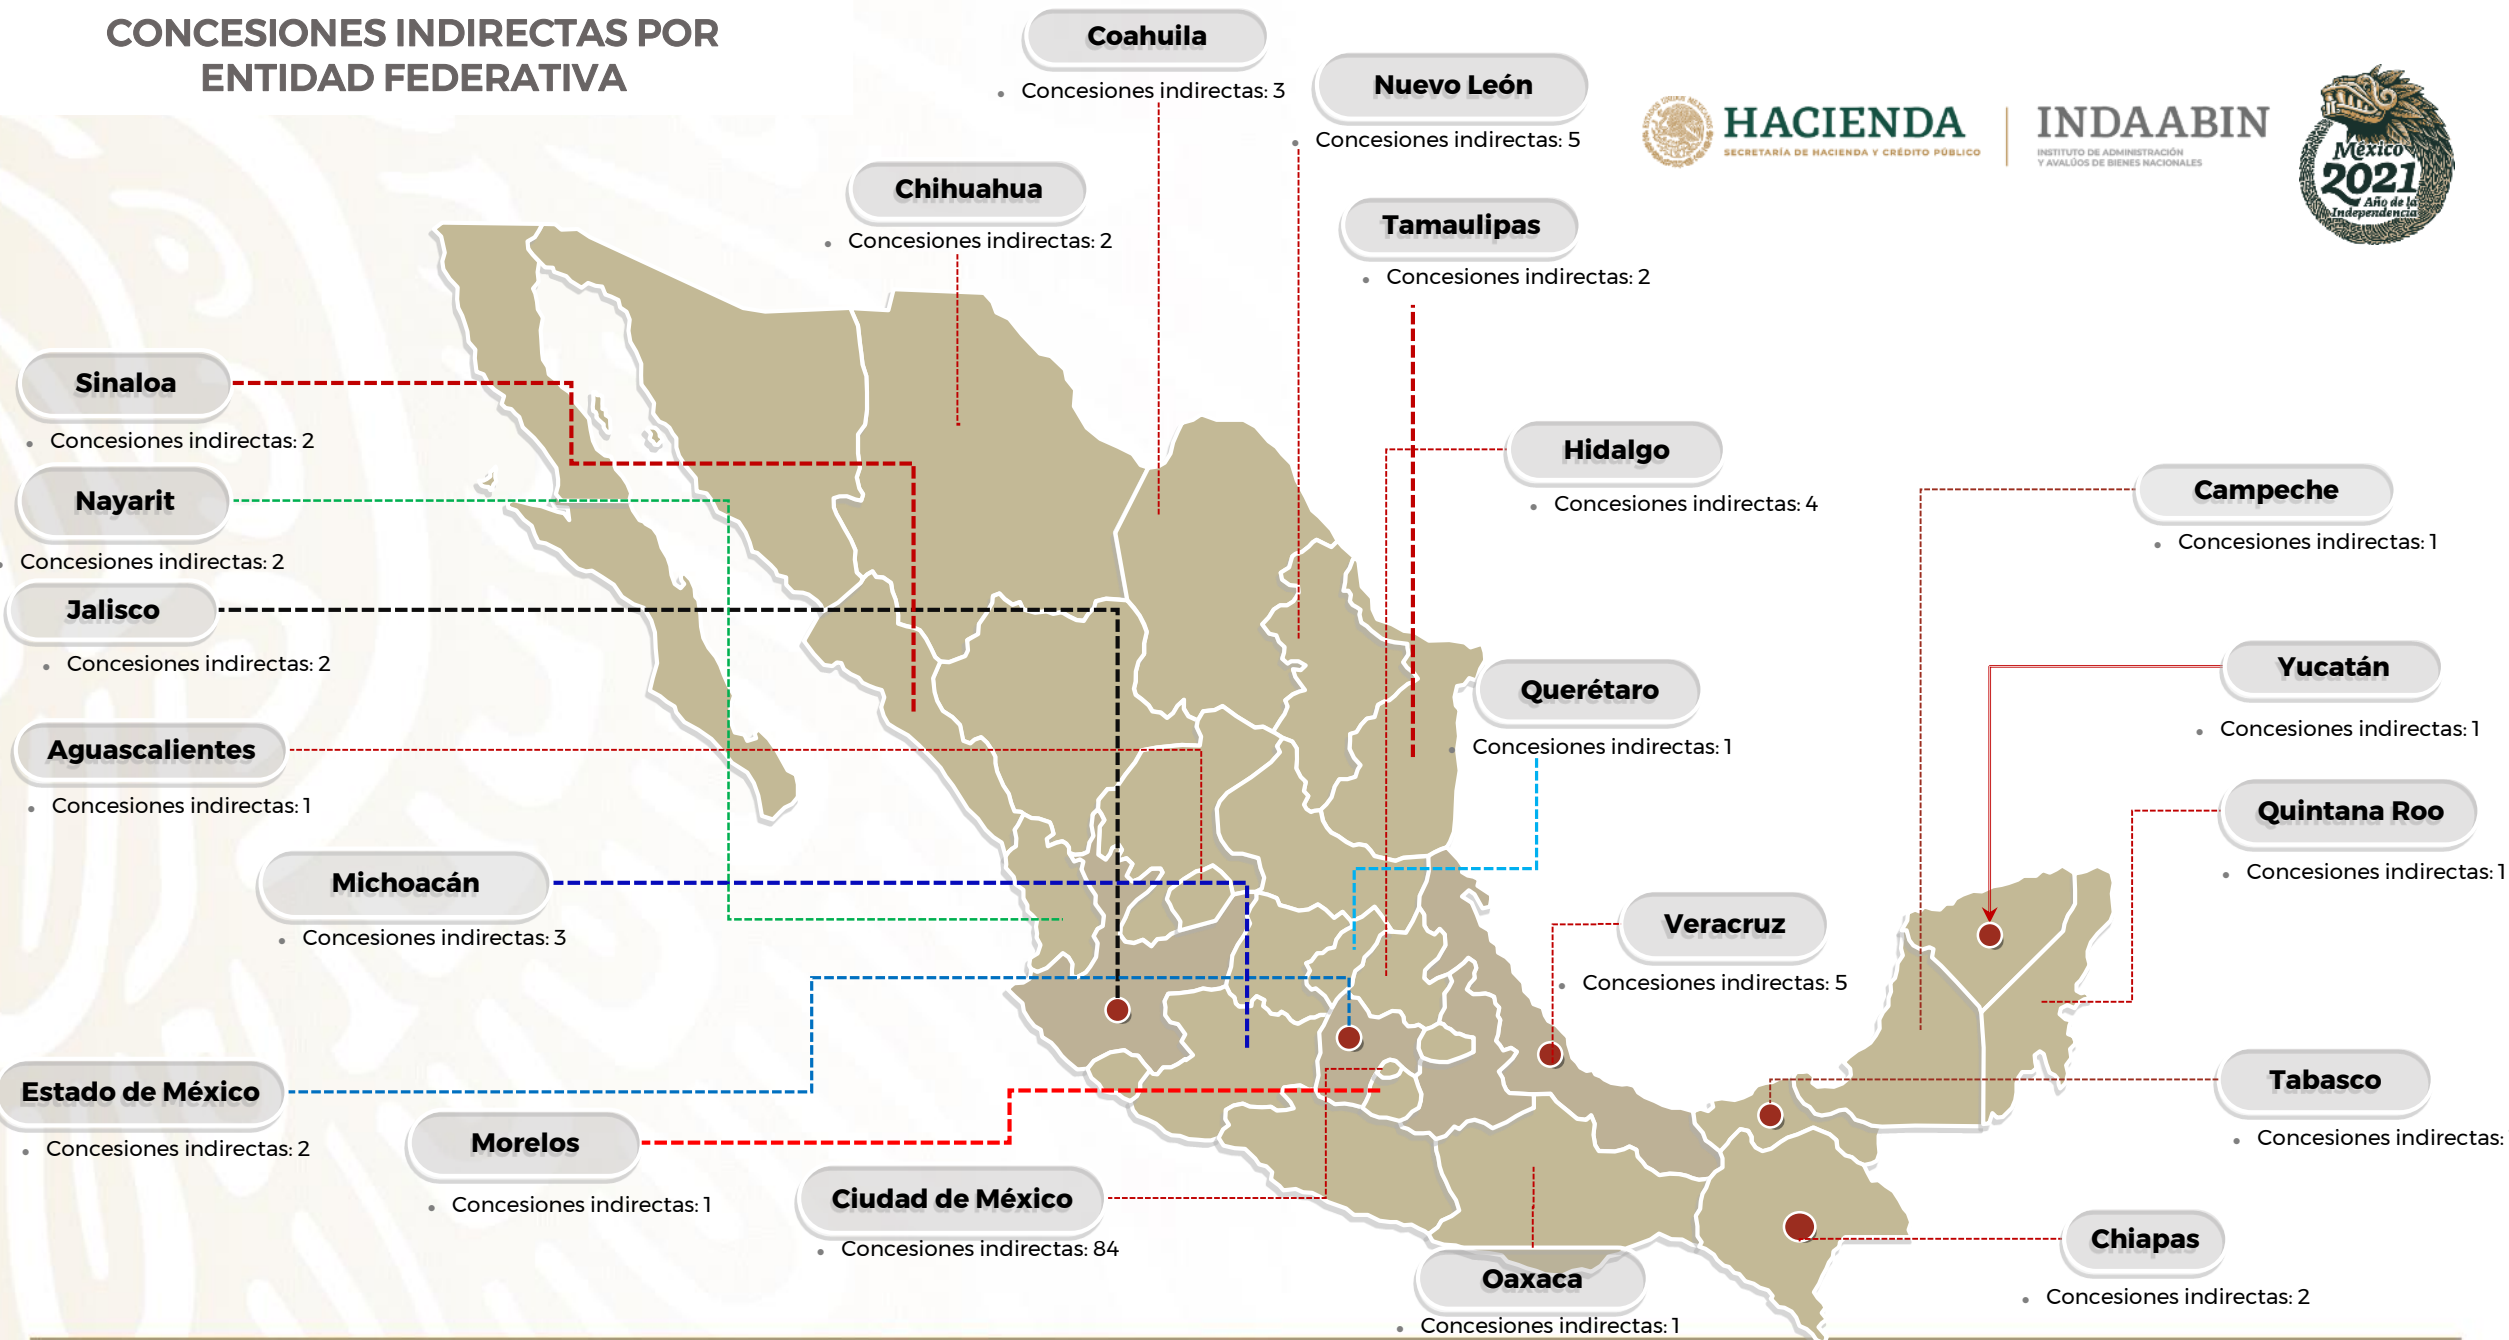 CONCESIONES INDIRECTAS POR
ENTIDAD FEDERATIVA
Coahuila
• Concesiones indirectas: 3
Nuevo León
• Concesiones indirectas: 5
HACIENDA
SECRETARÍA DE HACIENDA Y CRÉDITO PÚBLICO
INDAABIN
INSTITUTO DE ADMINISTRACIÓN
Y AVALÚOS DE BIENES NACIONALES
México
2021
Año de la
Independencia
Chihuahua
• Concesiones indirectas: 2
Tamaulipas
• Concesiones indirectas: 2
Sinaloa
• Concesiones indirectas: 2
Hidalgo
• Concesiones indirectas: 4
Nayarit
• Concesiones indirectas: 2
Campeche
• Concesiones indirectas: 1
Jalisco
• Concesiones indirectas: 2
Querétaro
• Concesiones indirectas: 1
Yucatán
• Concesiones indirectas: 1
Aguascalientes
• Concesiones indirectas: 1
Quintana Roo
• Concesiones indirectas: 1
Michoacán
• Concesiones indirectas: 3
Veracruz
• Concesiones indirectas: 5
Estado de México
• Concesiones indirectas: 2
Tabasco
• Concesiones indirectas:
Morelos
• Concesiones indirectas: 1
Ciudad de México
• Concesiones indirectas: 84
Chiapas
• Concesiones indirectas: 2
Oaxaca
• Concesiones indirectas: 1